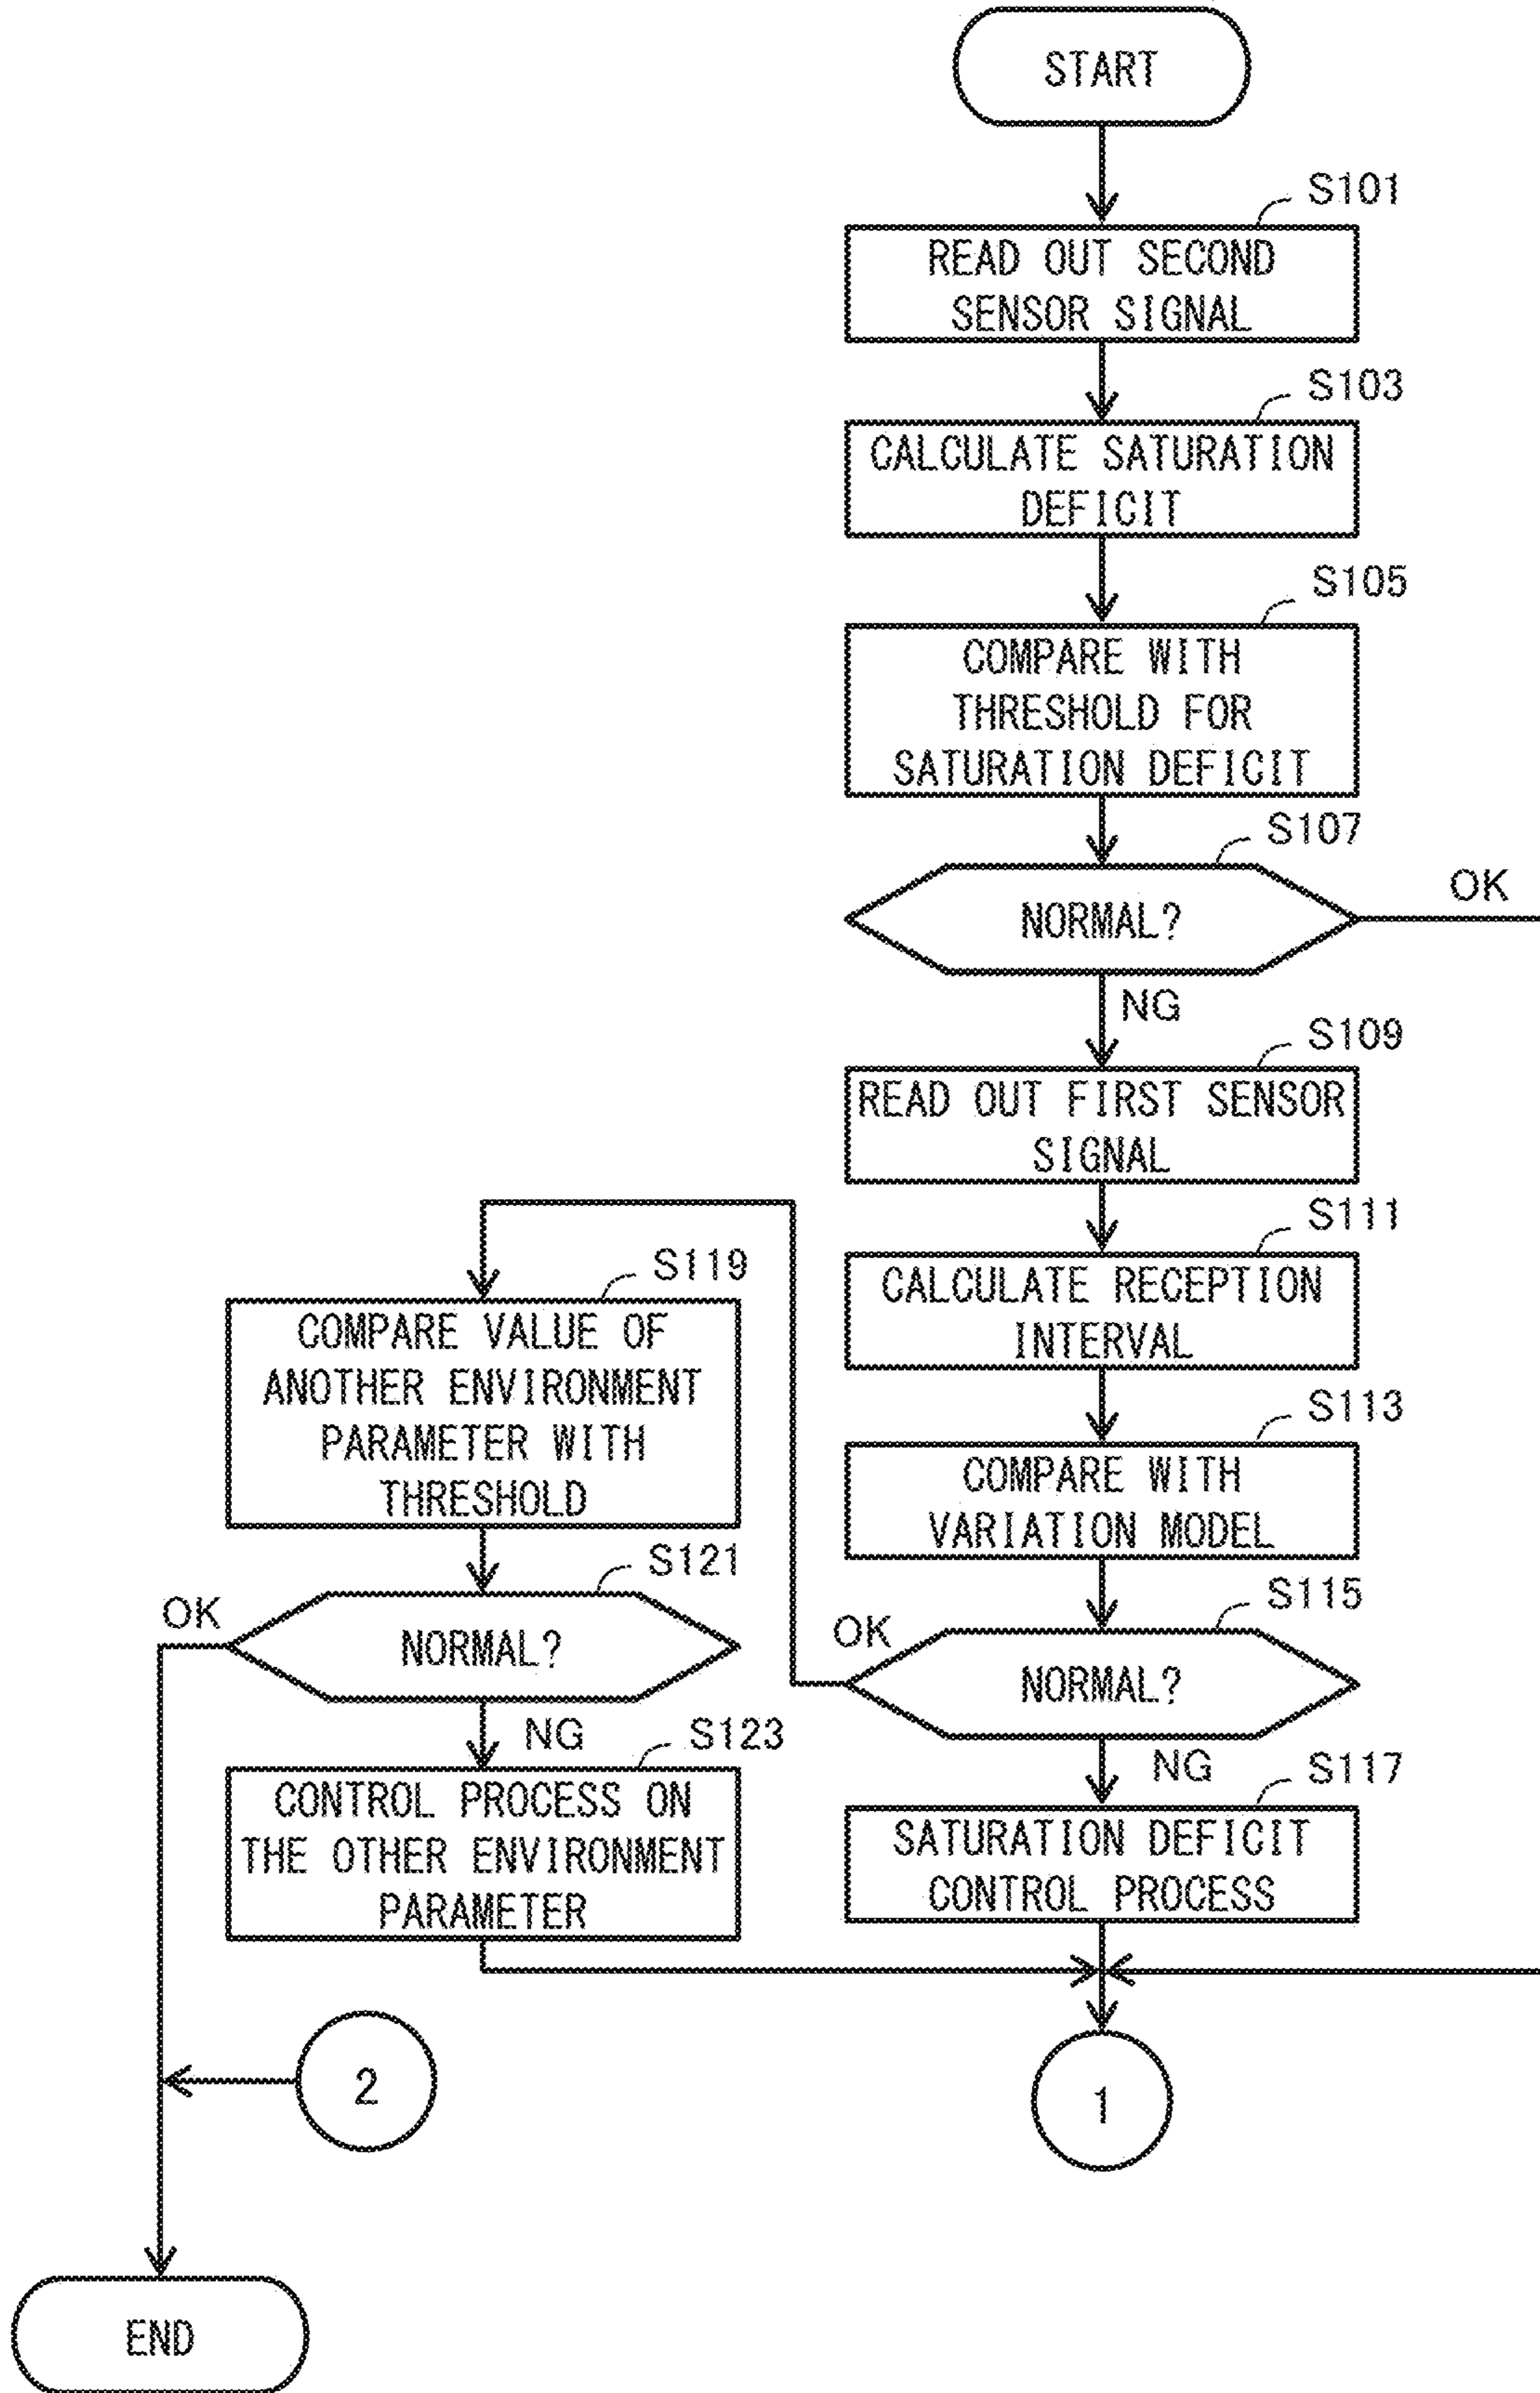 START
S101
READ OUT SECOND
SENSOR SIGNAL
S103
CALCULATE SATURATION
DEFICIT
S105
COMPARE WITH
THRESHOLD FOR
SATURATION DEFICIT
S107
NORMAL?
OK
NG
S109
READ OUT FIRST SENSOR
SIGNAL
S111
CALCULATE RECEPTION
INTERVAL
S113
COMPARE WITH
VARIATION MODEL
S115
OK
NORMAL?
NG
S117
SATURATION DEFICIT
CONTROL PROCESS
S119
COMPARE VALUE OF
ANOTHER ENVIRONMENT
PARAMETER WITH
THRESHOLD
S121
OK
NORMAL?
NG
S123
CONTROL PROCESS ON
THE OTHER ENVIRONMENT
PARAMETER
2
1
END